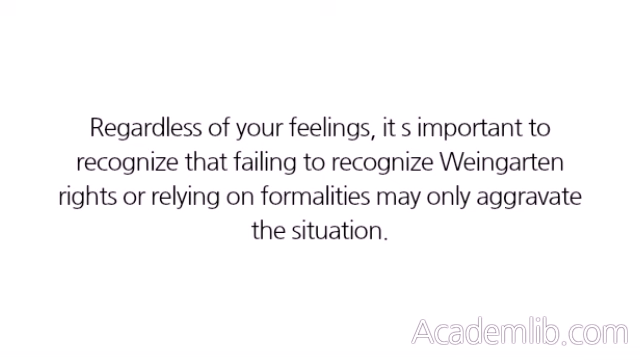 Regardless of your feelings, it s important to
recognize that failing to recognize Weingarten
rights or relying on formalities may only aggravate
the situation.
Academlib.com